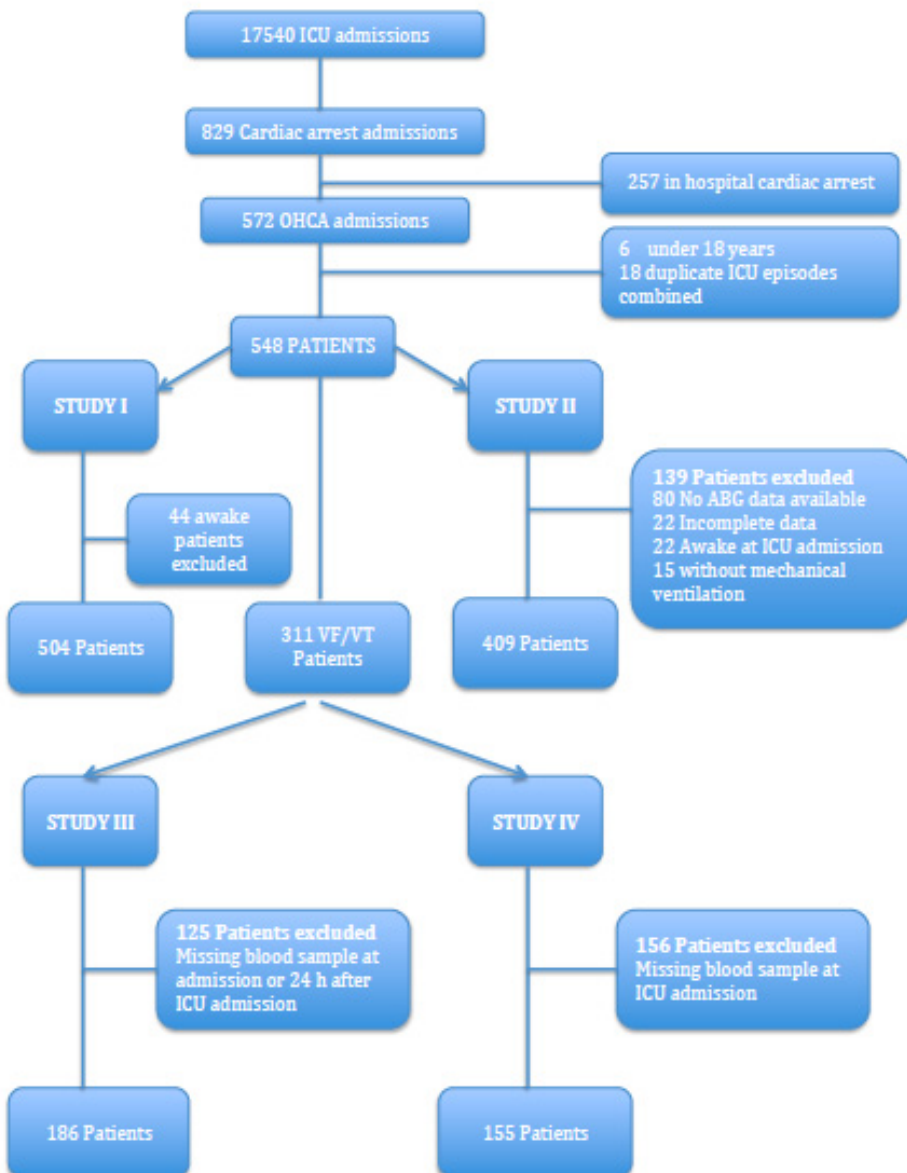 17540 ICU admissions
829 Cardiac arrest admissions
257 in hospital cardiac arrest
572 OHCA admissions
6 under 18 years
18 duplicate ICU episodes
combined
548 PATIENTS
STUDY I
STUDY II
44 awake
patients
excluded
139 Patients excluded
80 No ABG data available
22 Incomplete data
22 Awake at ICU admission
15 without mechanical
ventilation
504 Patients
311 VF/VT
Patients
409 Patients
STUDY III
STUDY IV
125 Patients excluded
Missing blood sample at
admission or 24 h after
ICU admission
156 Patients excluded
Missing blood sample at
ICU admission
186 Patients
155 Patients